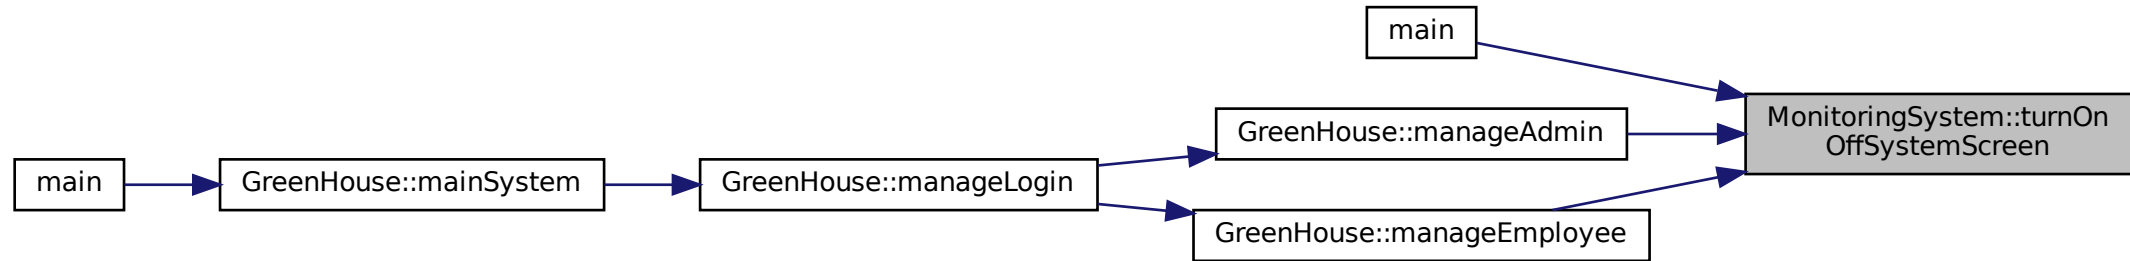 main
MonitoringSystem::turnOn
OffSystemScreen
GreenHouse::manageAdmin
main
GreenHouse::mainSystem
GreenHouse::manageLogin
GreenHouse::manageEmployee